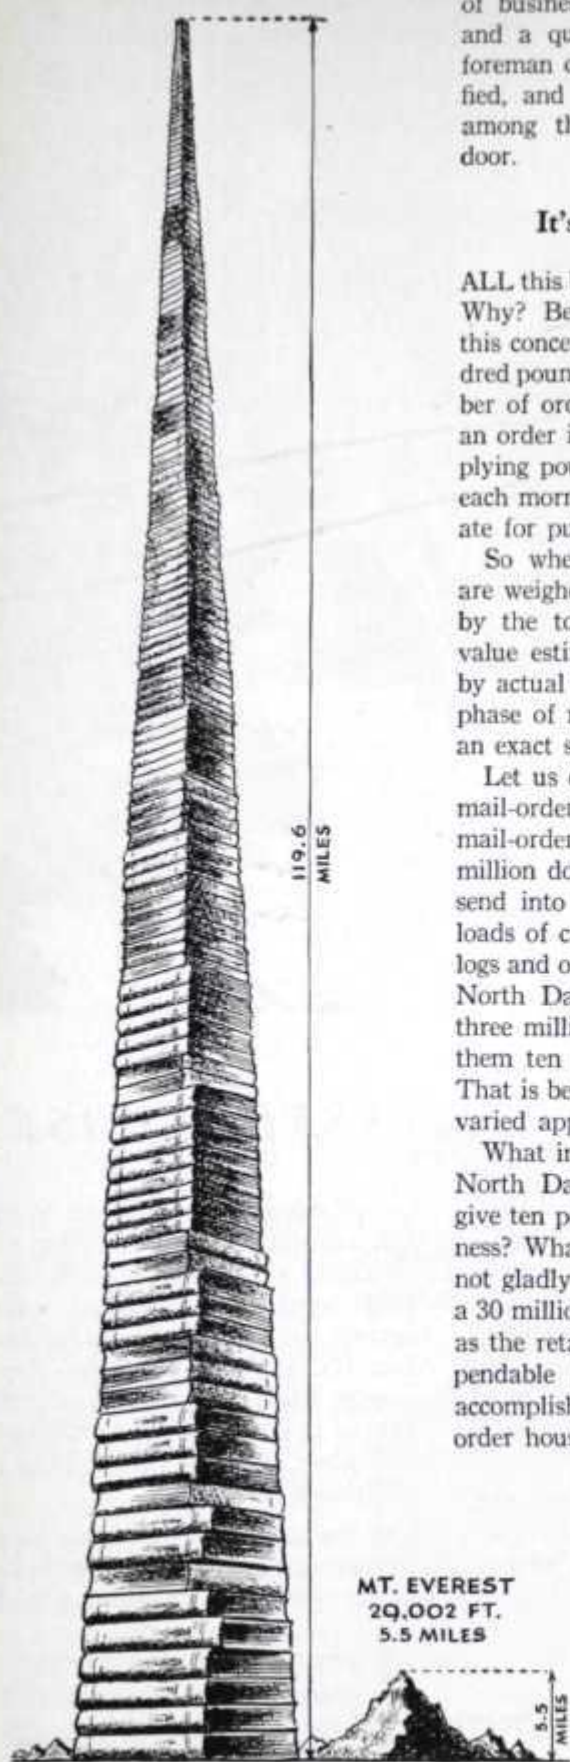 of busine
and a qu
foreman o
fied, and
among th
door.
It's
ALL this b
Why? Be
this conce
dred poun
ber of ord
an order i
plying pou
each morn
ate for pu
So whe
are weighe
by the to
value esti
by actual
phase of r
an exact s
Let us c
mail-order
mail-order
million do
send into
loads of c
logs and o
North Da
three milli
them ten
That is be
varied app
What in
North Da
give ten pe
ness? Wha
not gladly
a 30 millio
as the reta
pendable
accomplish
order hous
119.6
MILES
MT. EVEREST
29,002 FT.
5.5 MILES
5.5
MILES